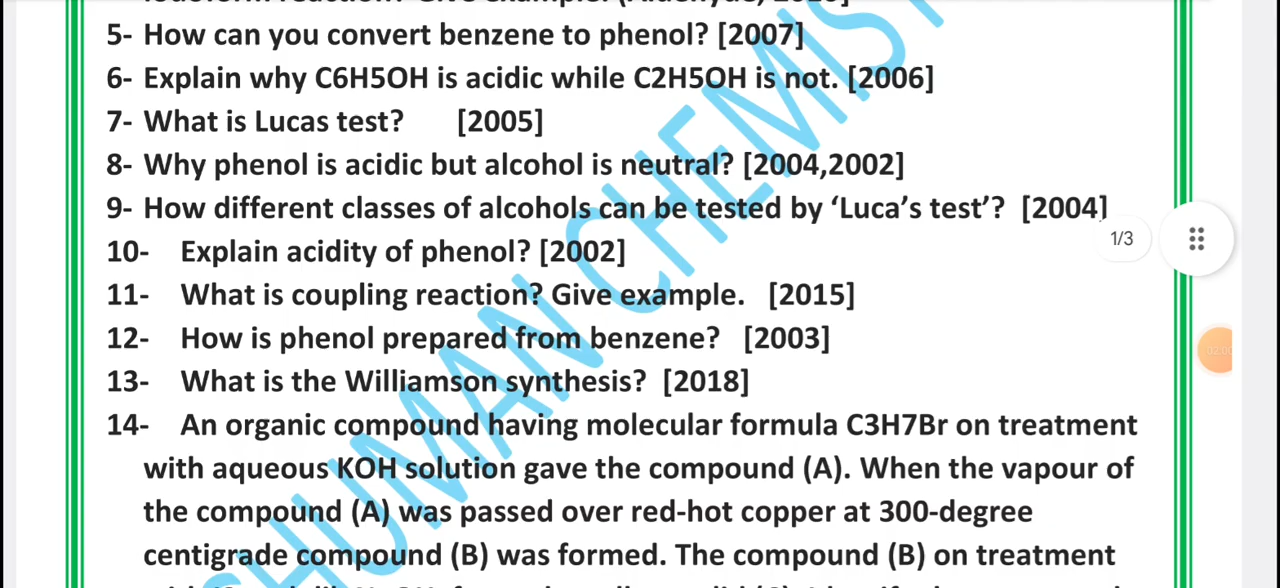 5- How can you convert benzene to phenol? [2007]
6- Explain why C6H5OH is acidic while C2H5OH is not. [2006]
7- What is Lucas test? [2005]
8- Why phenol is acidic but alcohol is neutral? [2004,2002]
9- How different classes of alcohols can be tested by ‘Luca’s test’? [2004]
1/3
10- Explain acidity of phenol? [2002]
11- What is coupling reaction? Give example. [2015]
12- How is phenol prepared from benzene? [2003]
02:00
13- What is the Williamson synthesis? [2018]
14- An organic compound having molecular formula C3H7Br on treatment
with aqueous KOH solution gave the compound (A). When the vapour of
the compound (A) was passed over red-hot copper at 300-degree
centigrade compound (B) was formed. The compound (B) on treatment